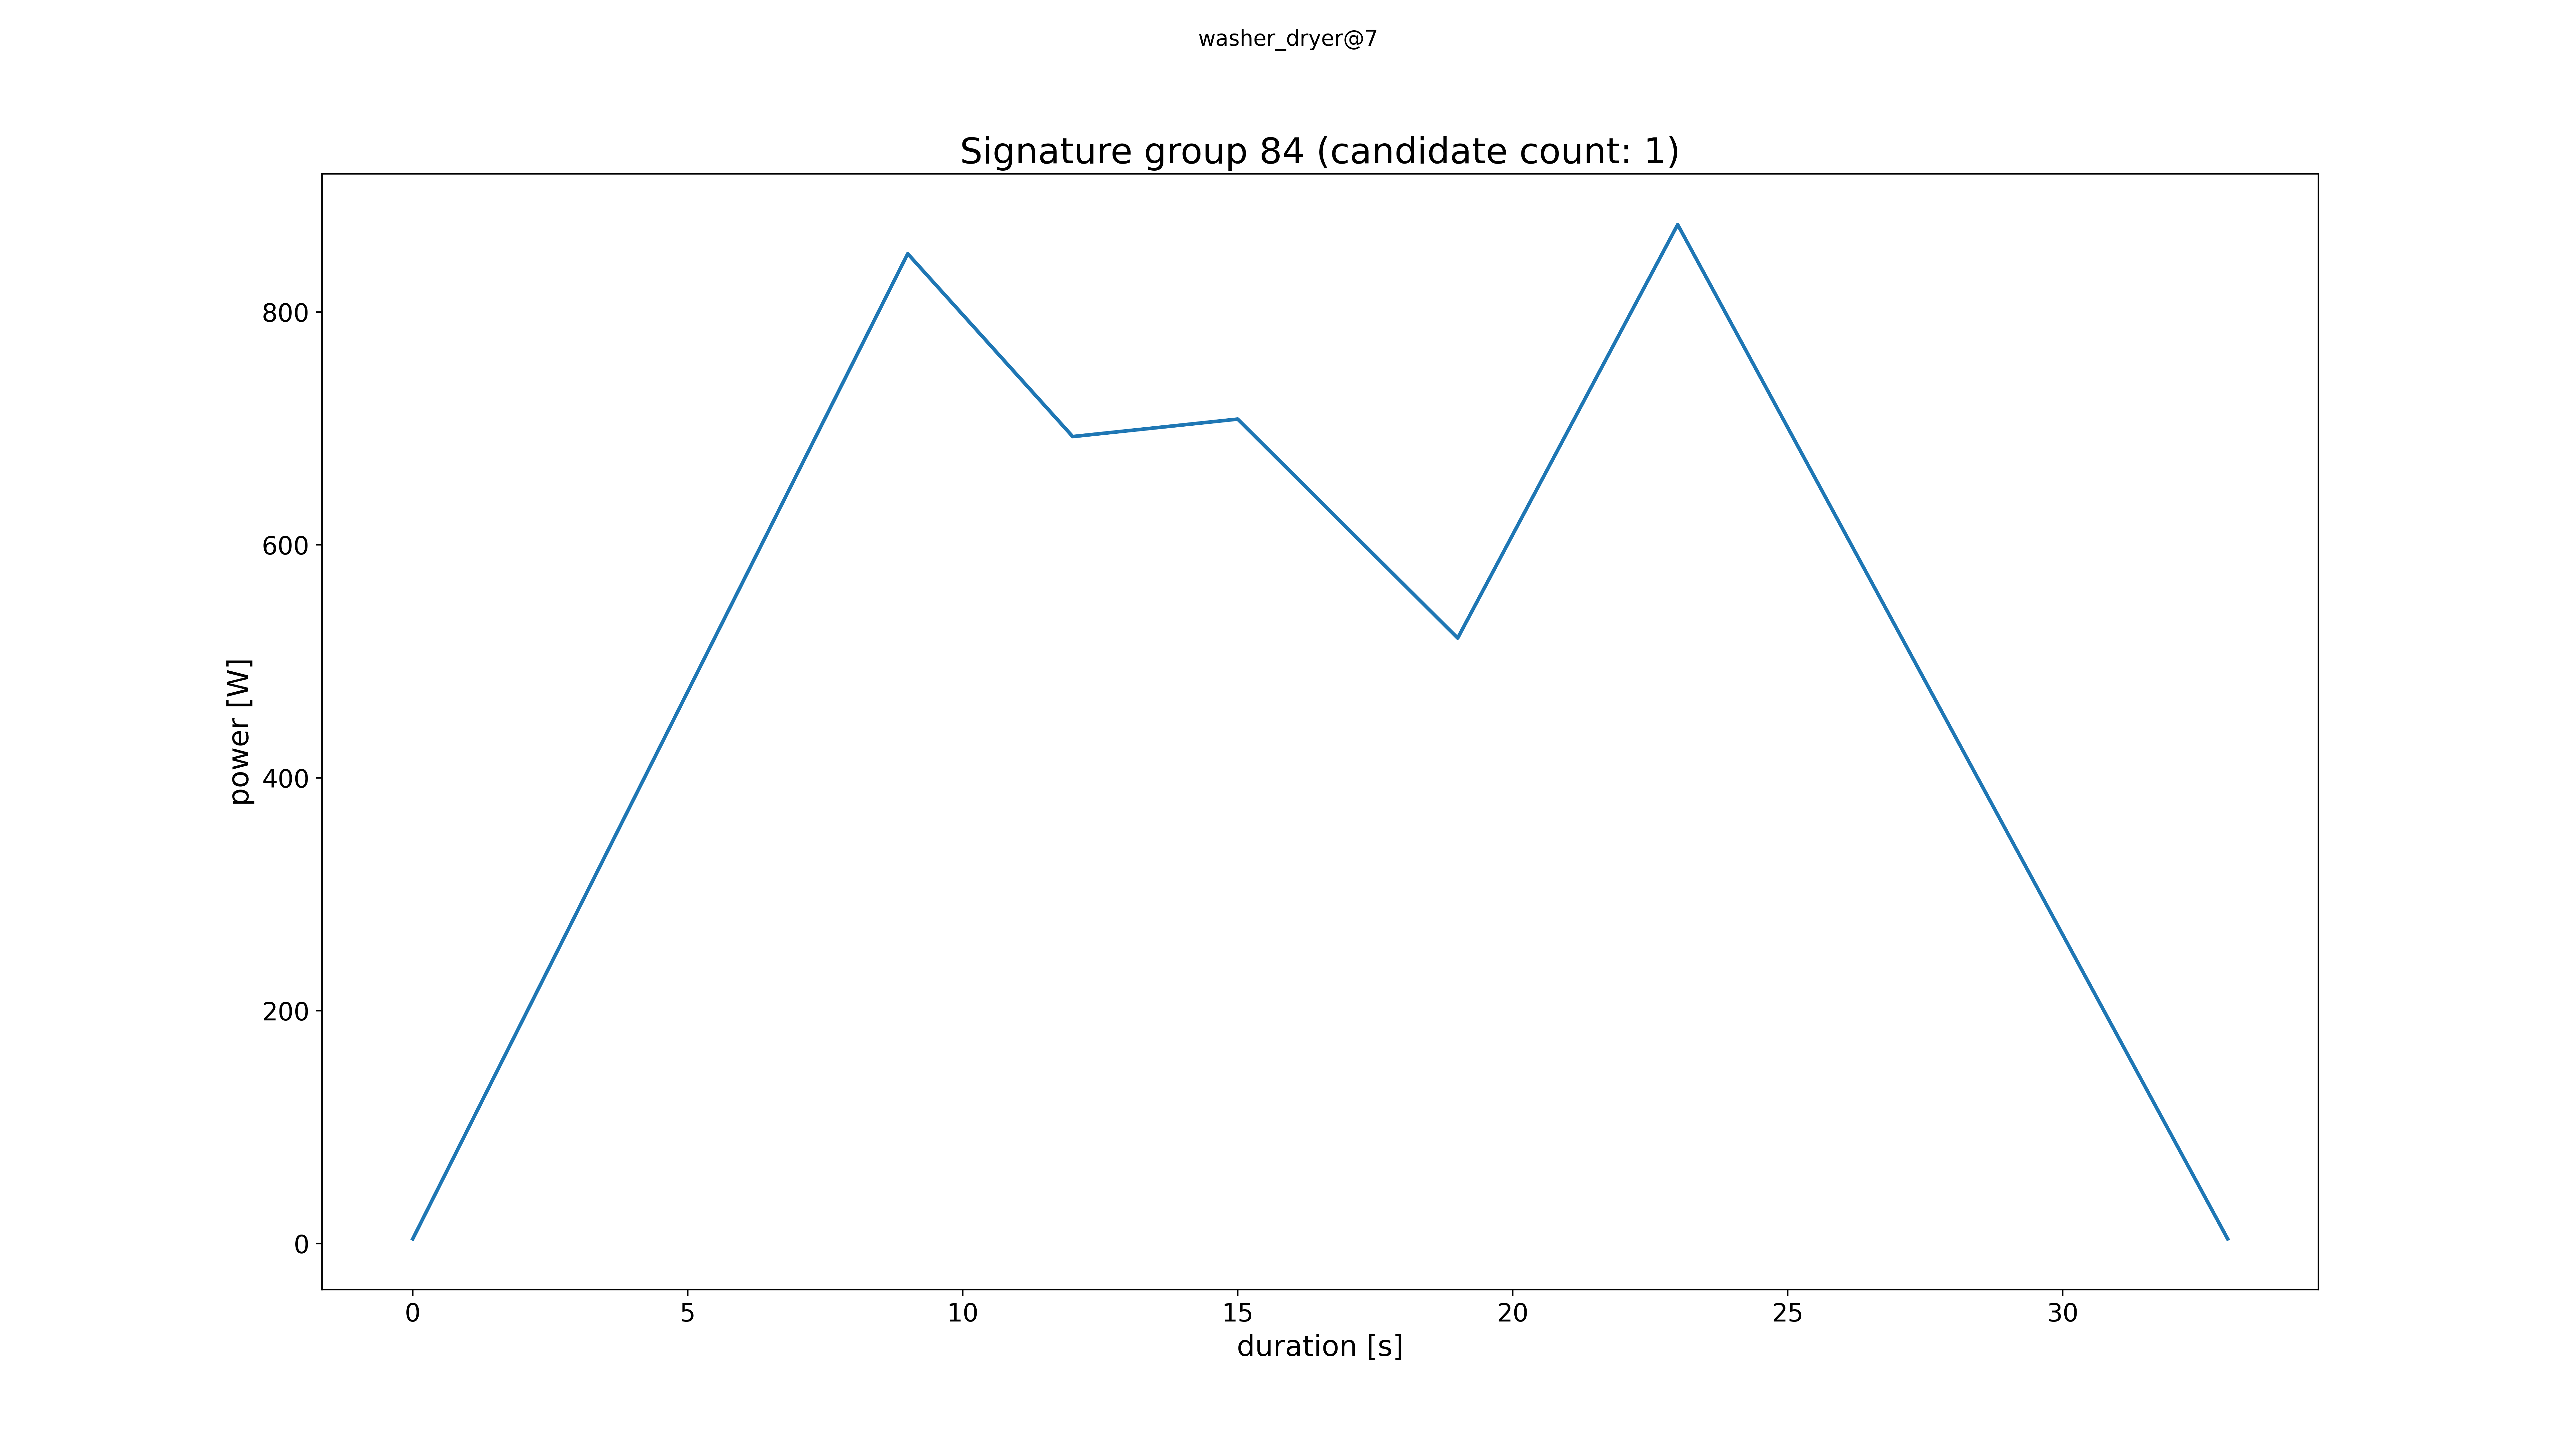 washer_dryer@7
Signature group 84 (candidate count: 1)
800
600
400
200
0
power [W]
0 5 10 15 20 25 30
duration [s]